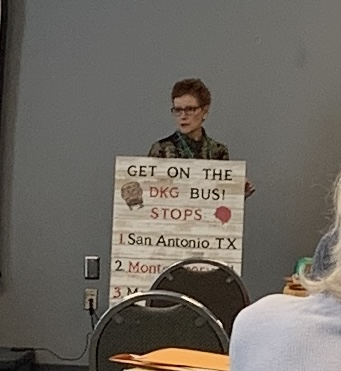 GET ON THE
DKG BUS!
STOPS
1. San Antonio TX
2.
3.